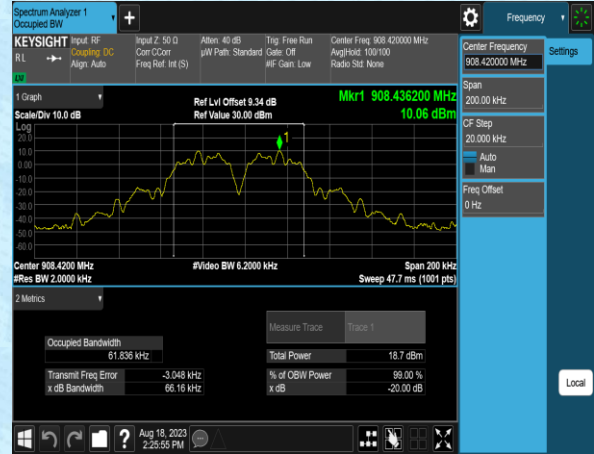 Spectrum Analyzer 1
Occupied BW
+
Frequency
KEYSIGHT
RL
Input: RF
Coupling: DC
Align: Auto
Input Z: 50 Ω
Corr CCorr
Freq Ref: Int (S)
Atten: 40 dB
µW Path: Standard
Trig: Free Run
Gate: Off
#IF Gain: Low
Center Freq: 908.420000 MHz
Avg|Hold: 100/100
Radio Std: None
LNI
Center Frequency
908.420000 MHz
Settings
Span
200.00 kHz
CF Step
20.000 kHz
Auto
Man
Freq Offset
0 Hz
1 Graph
Scale/Div 10.0 dB
Ref Lvl Offset 9.34 dB
Ref Value 30.00 dBm
Mkr1 908.436200 MHz
10.06 dBm
Log
20.0
10.0
0.00
-10.0
-20.0
-30.0
-40.0
-50.0
-60.0
1
Center 908.4200 MHz
#Res BW 2.0000 kHz
#Video BW 6.2000 kHz
Span 200 kHz
Sweep 47.7 ms (1001 pts)
2 Metrics
Measure Trace
Trace 1
Occupied Bandwidth
61.836 kHz
Total Power
18.7 dBm
Transmit Freq Error
-3.048 kHz
% of OBW Power
99.00 %
x dB Bandwidth
66.16 kHz
x dB
-20.00 dB
Local
?
Aug 18, 2023
2:25:55 PM